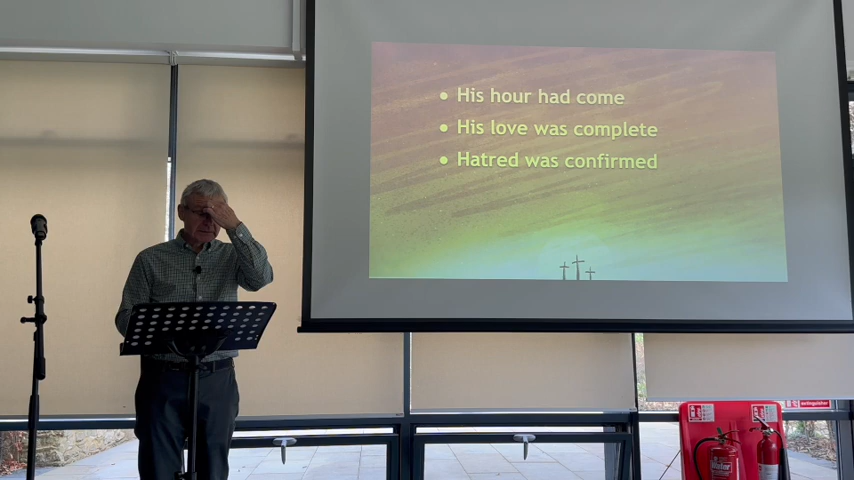 • His hour had come
• His love was complete
• Hatred was confirmed